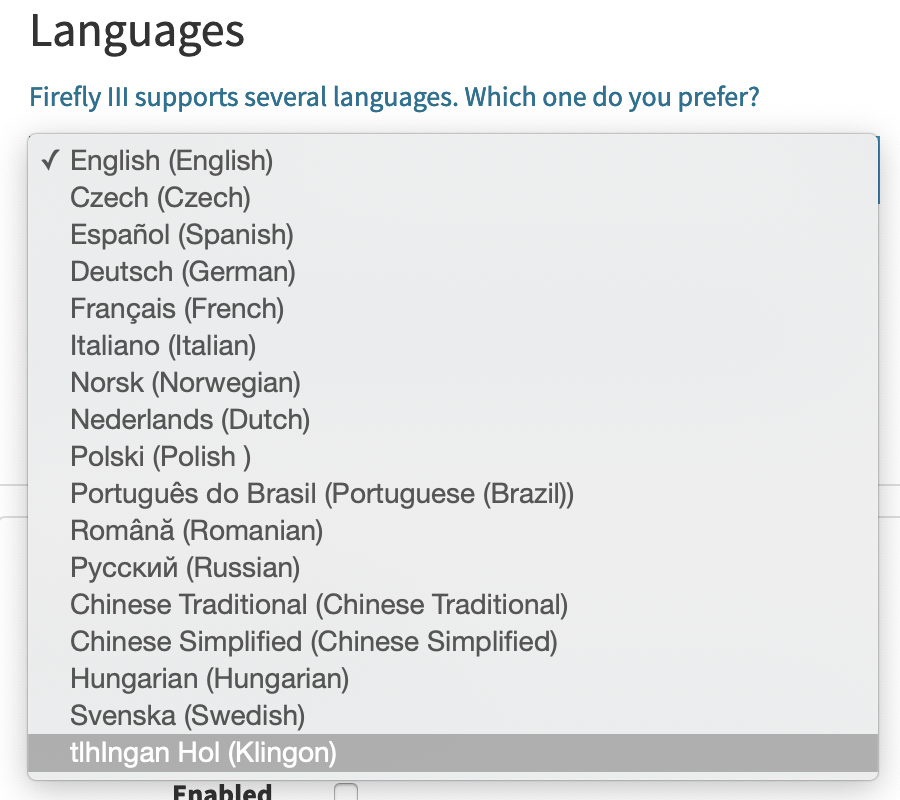 Languages
Firefly III supports several languages. Which one do you prefer?
✓ English (English)
Czech (Czech)
Español (Spanish)
Deutsch (German)
Français (French)
Italiano (Italian)
Norsk (Norwegian)
Nederlands (Dutch)
Polski (Polish )
Português do Brasil (Portuguese (Brazil))
Română (Romanian)
Русский (Russian)
Chinese Traditional (Chinese Traditional)
Chinese Simplified (Chinese Simplified)
Hungarian (Hungarian)
Svenska (Swedish)
tlhIngan Hol (Klingon)
Enabled